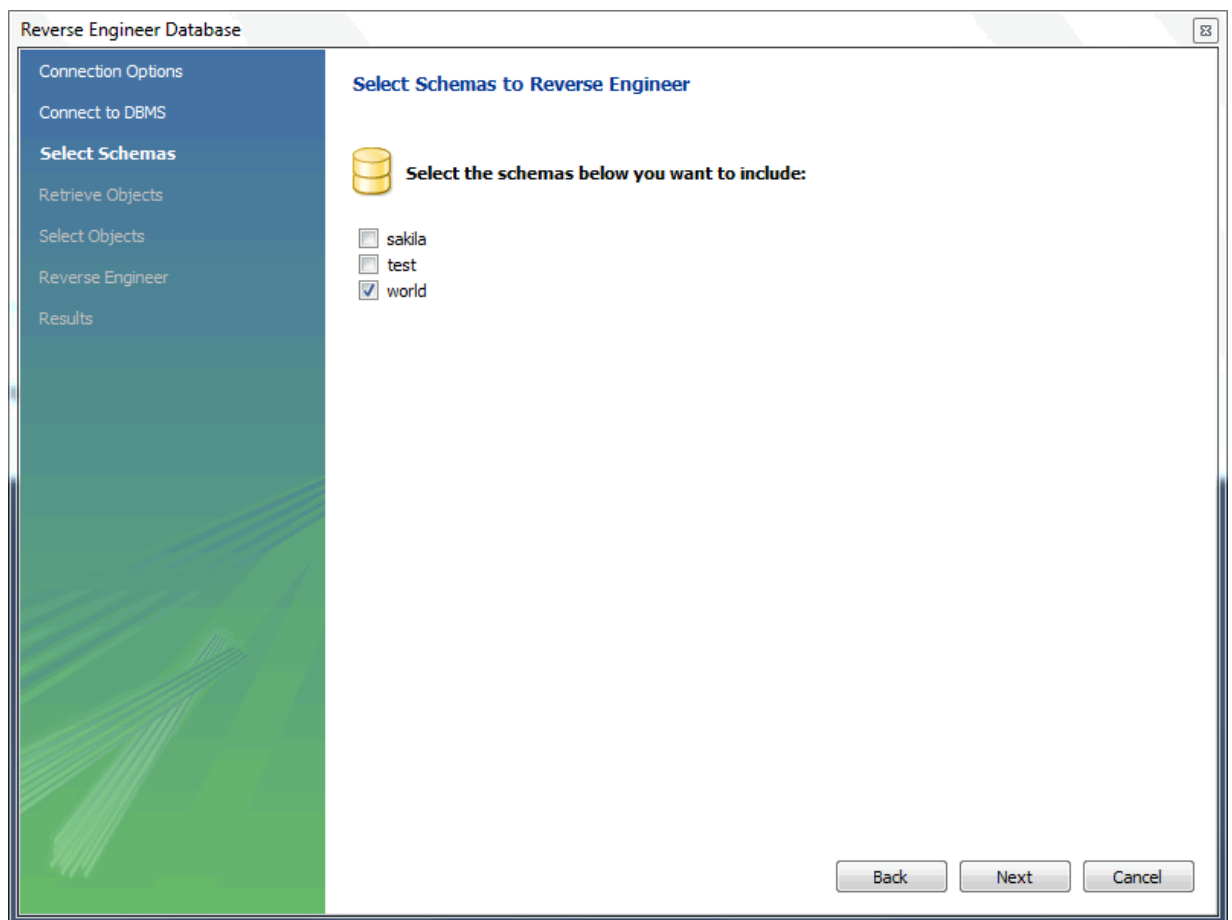 Reverse Engineer Database
Connection Options
Connect to DBMS
Select Schemas
Retrieve Objects
Select Objects
Reverse Engineer
Results
Select Schemas to Reverse Engineer
Select the schemas below you want to include:
sakila
test
world
Back Next Cancel